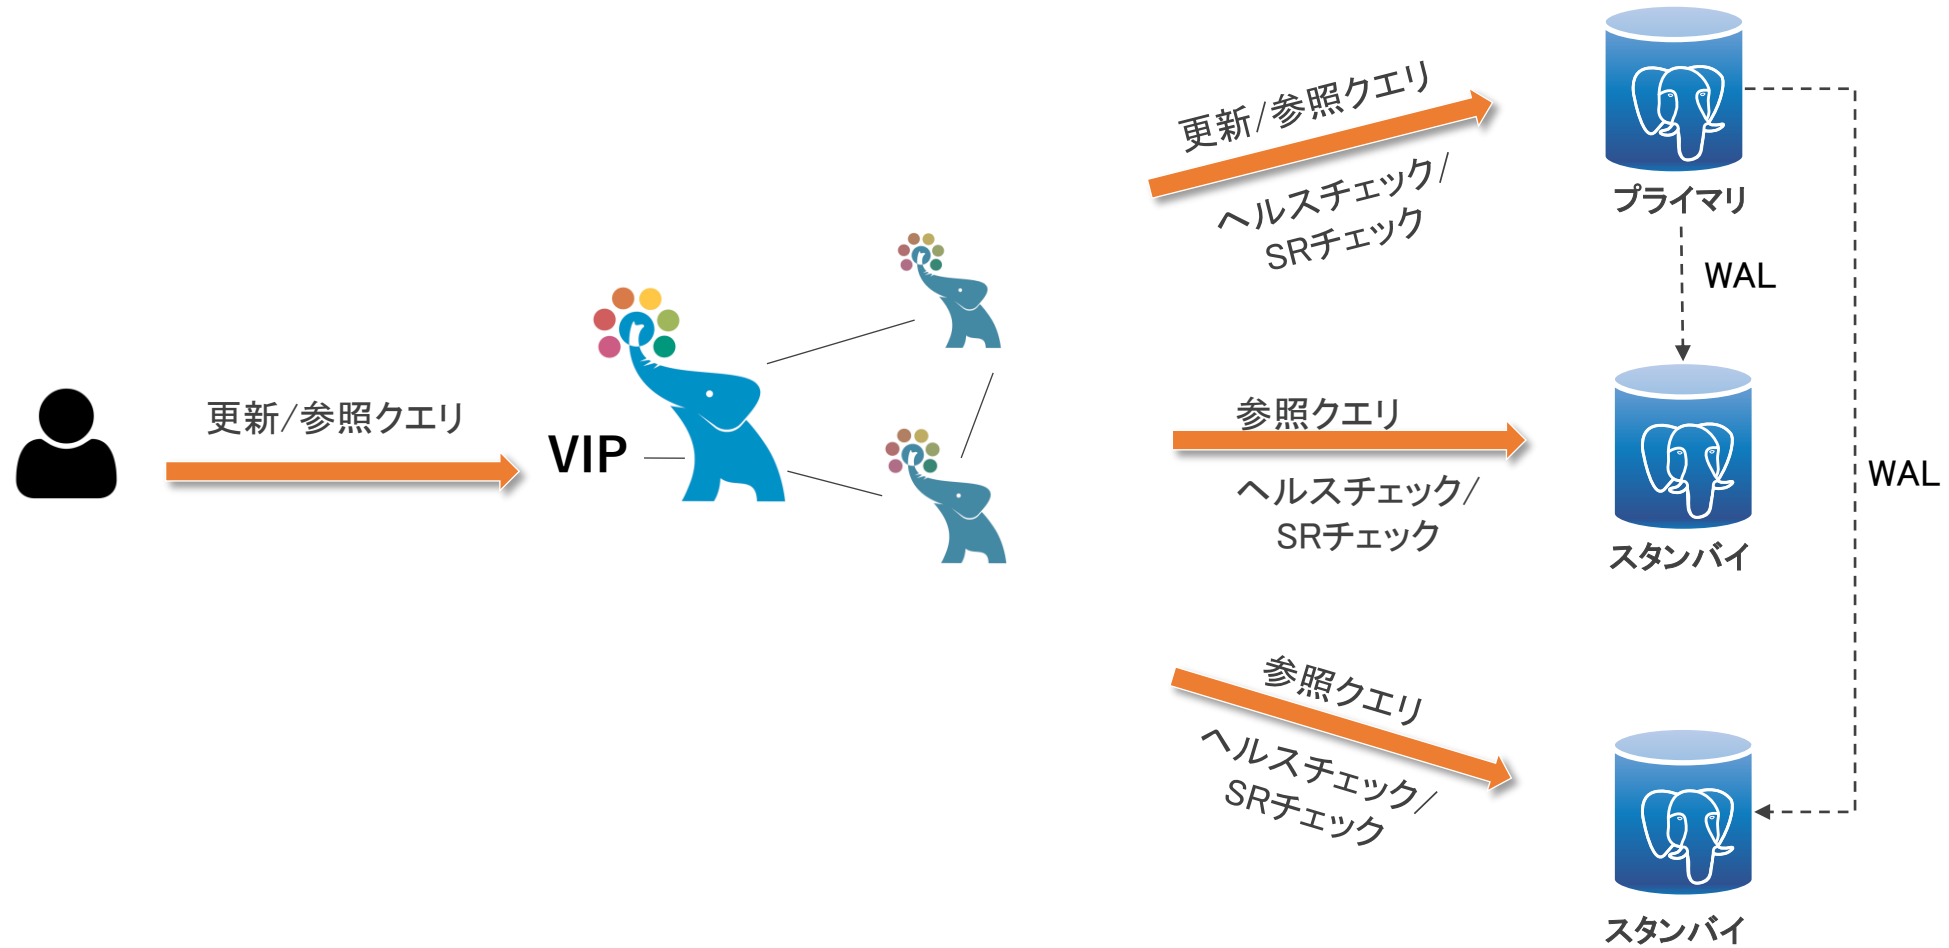 更新/参照クエリ
VIP
更新/参照クエリ
ヘルスチェック/
SRチェック
参照クエリ
ヘルスチェック/
SRチェック
参照クエリ
ヘルスチェック/
SRチェック
プライマリ
WAL
スタンバイ
WAL
スタンバイ